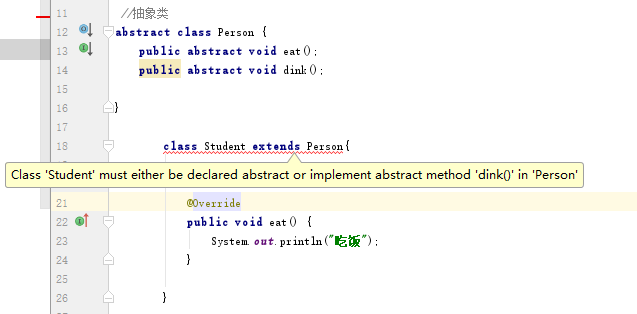 11 //抽象类
12 abstract class Person {
13 public abstract void eat();
14 public abstract void dink();
15
16 }
17
18 class Student extends Person{
Class 'Student' must either be declared abstract or implement abstract method 'dink()' in 'Person'
21 @Override
22 public void eat() {
23 System.out.println("吃饭");
24 }
25
26 }